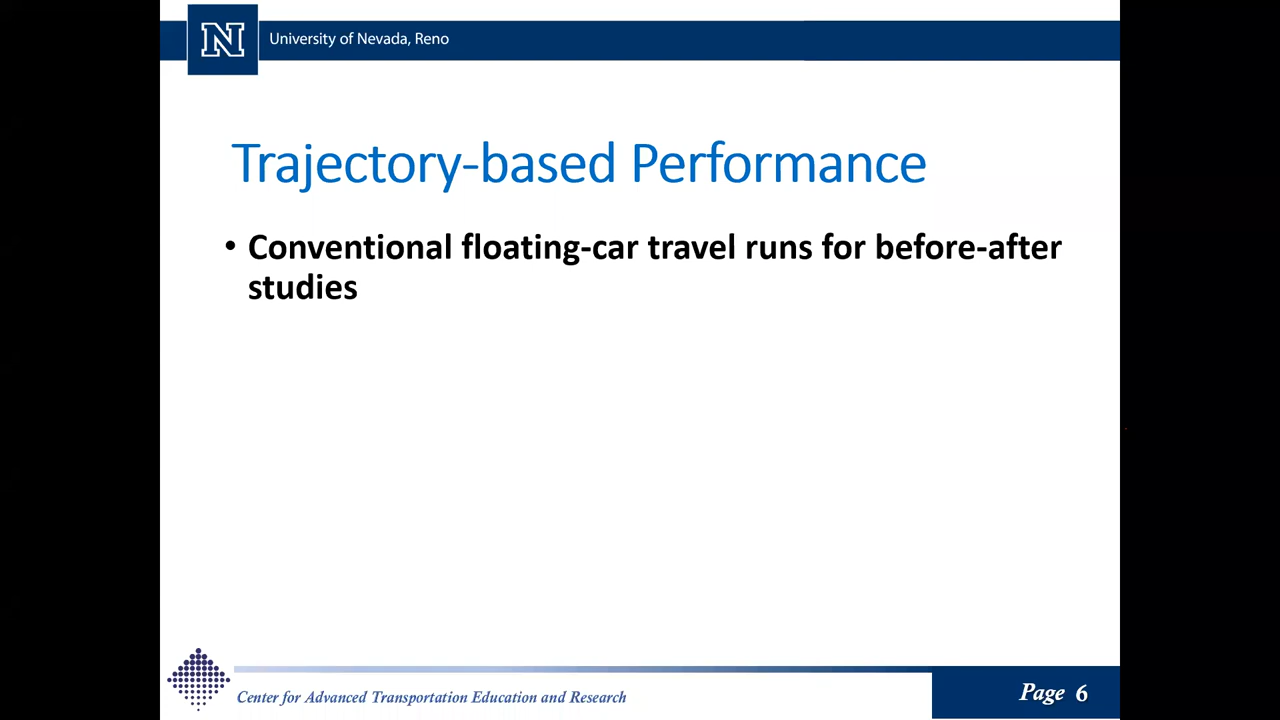 N
University of Nevada, Reno
Trajectory-based Performance
• Conventional floating-car travel runs for before-after
studies
Center for Advanced Transportation Education and Research
Page 6